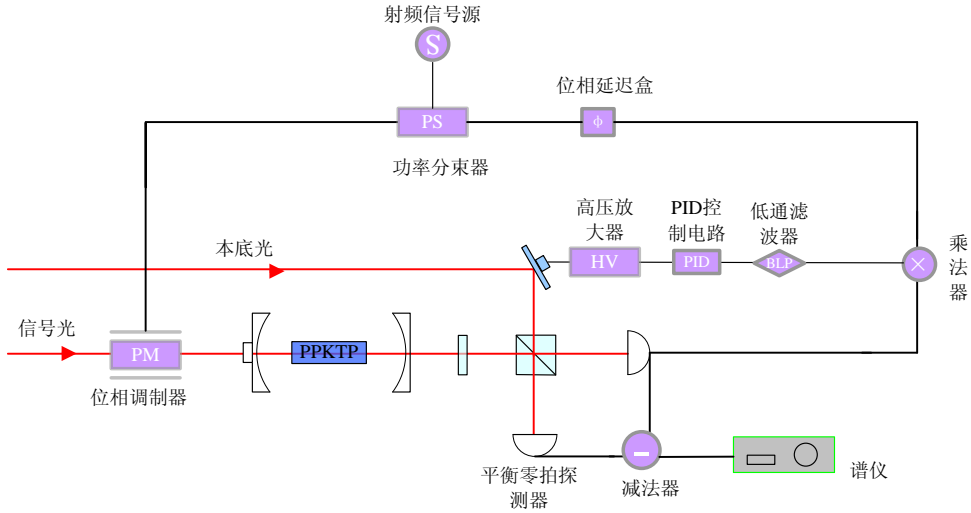 射频信号源
S
位相延迟盒
PS
ϕ
功率分束器
高压放
大器
PID控
制电路
低通滤
波器
乘
法
器
本底光
HV
PID
BLP
×
信号光
PM
PPKTP
位相调制器
平衡零拍探
测器
-
减法器
谱仪